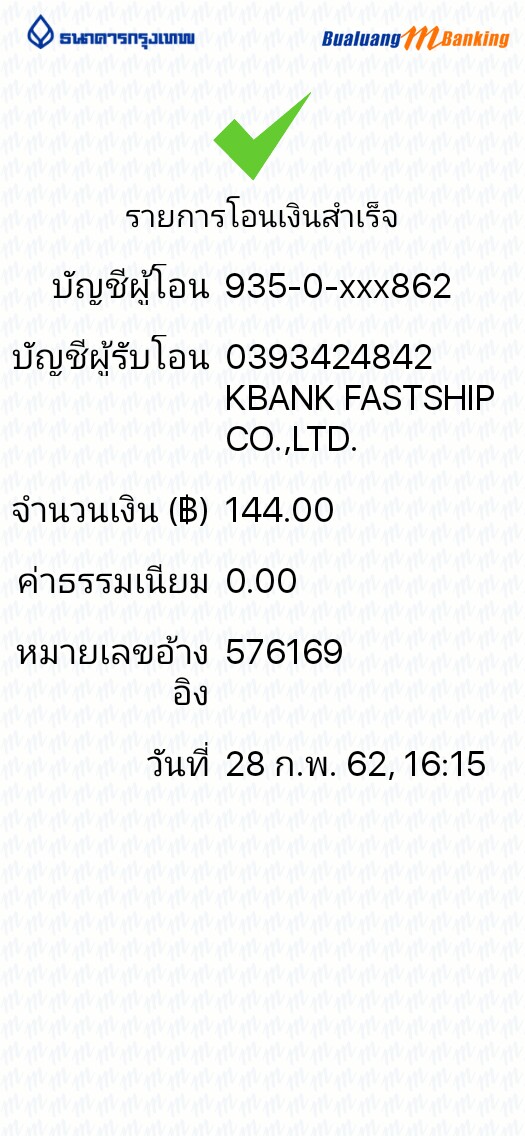 ธนาคารกรุงเทพ Bualuang mBanking
รายการโอนเงินสำเร็จ
บัญชีผู้โอน 935-0-xxx862
บัญชีผู้รับโอน 0393424842
KBANK FASTSHIP
CO.,LTD.
จำนวนเงิน (฿) 144.00
ค่าธรรมเนียม 0.00
หมายเลขอ้าง 576169
อิง
วันที่ 28 ก.พ. 62, 16:15